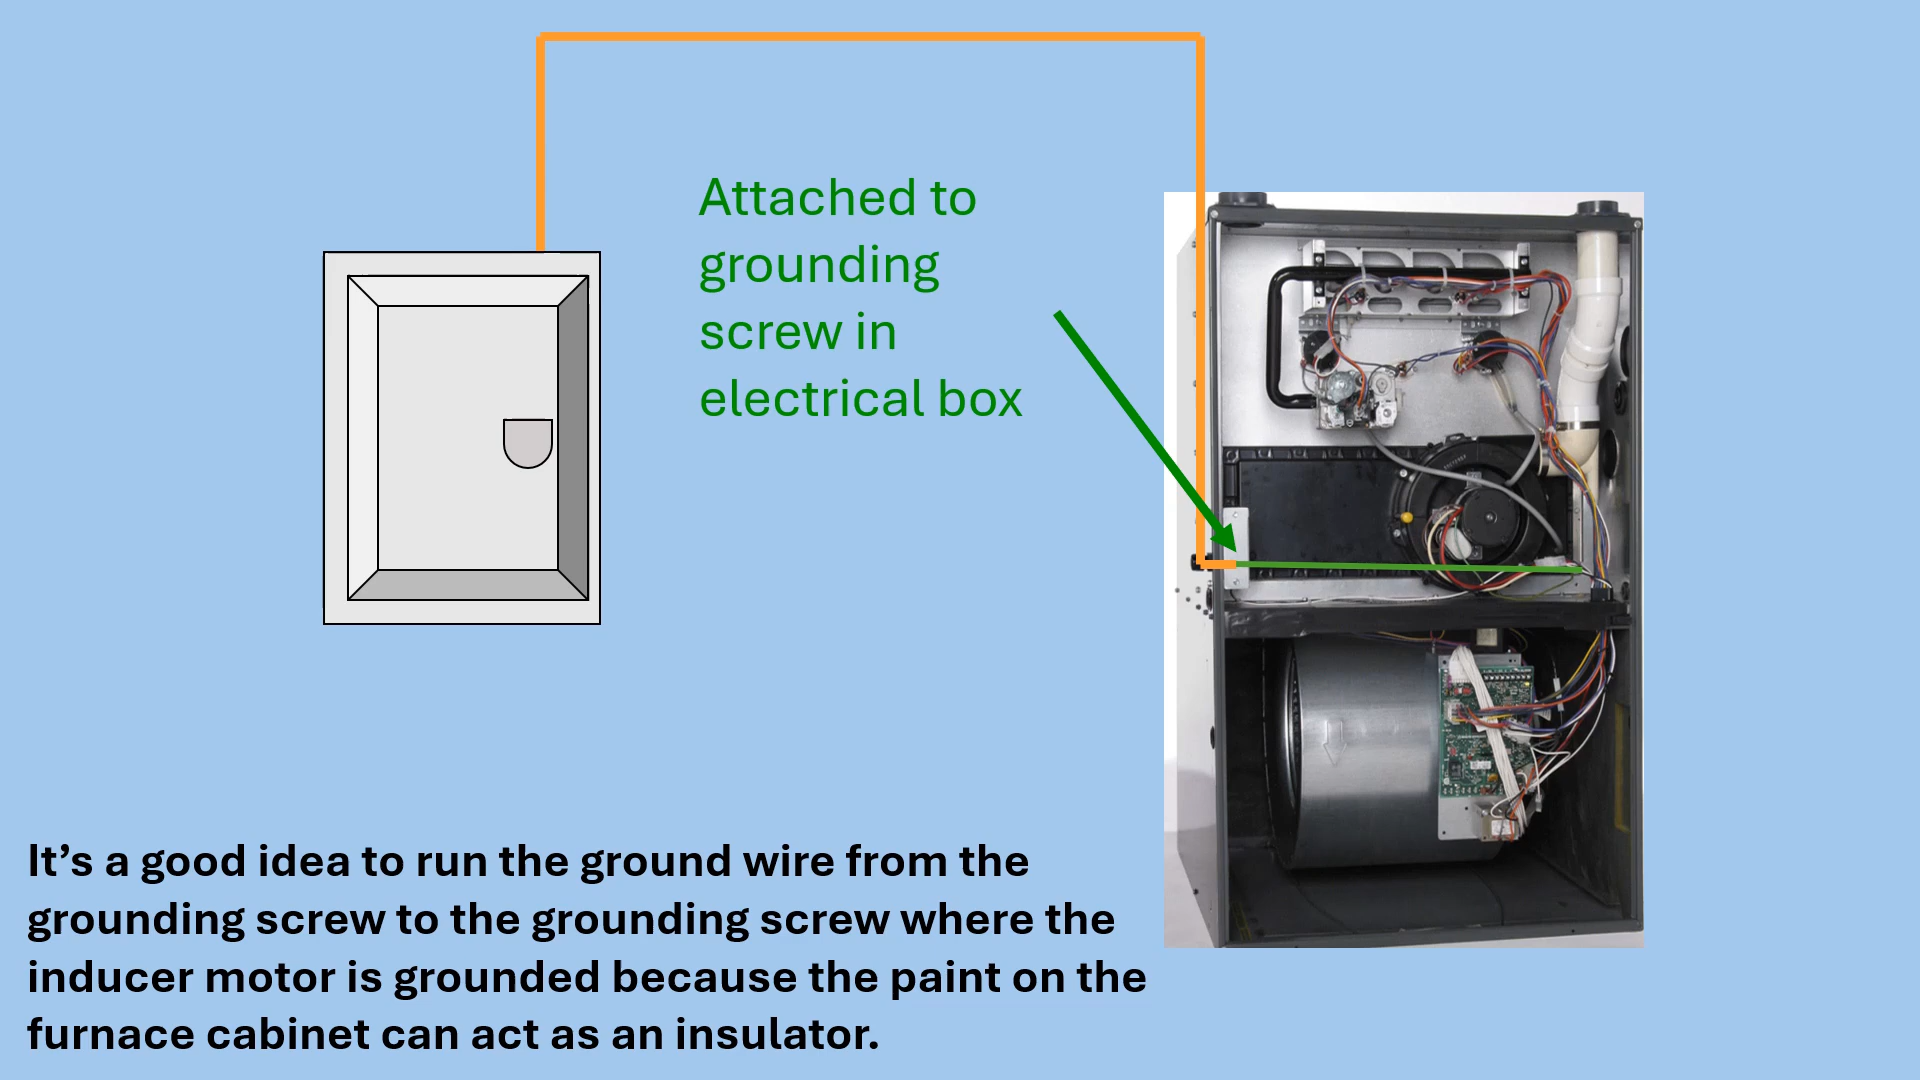 Attached to
grounding
screw in
electrical box
It’s a good idea to run the ground wire from the
grounding screw to the grounding screw where the
inducer motor is grounded because the paint on the
furnace cabinet can act as an insulator.